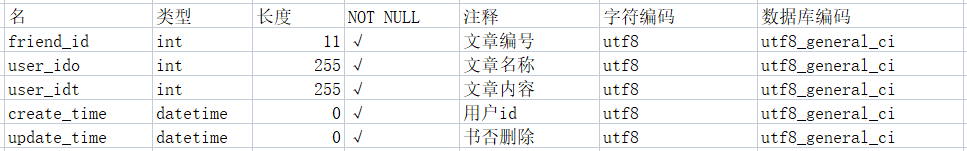 名 类型 长度 NOT NULL 注释 字符编码 数据库编码
friend_id int 11 √ 文章编号 utf8 utf8_general_ci
user_ido int 255 √ 文章名称 utf8 utf8_general_ci
user_idt int 255 √ 文章内容 utf8 utf8_general_ci
create_time datetime 0 √ 用户id utf8 utf8_general_ci
update_time datetime 0 √ 书否删除 utf8 utf8_general_ci